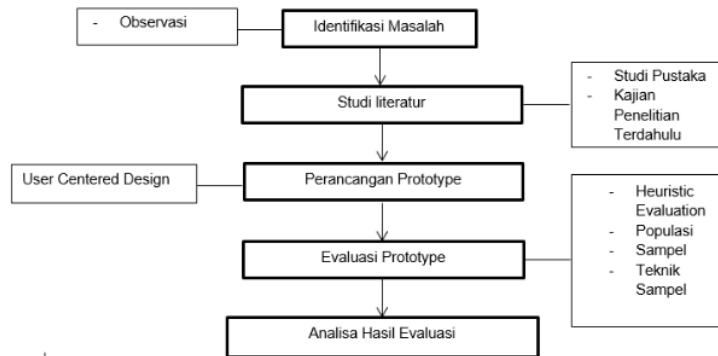 - Observasi
Identifikasi Masalah
Studi literatur
- Studi Pustaka
- Kajian
Penelitian
Terdahulu
User Centered Design
Perancangan Prototype
Evaluasi Prototype
- Heuristic
Evaluation
- Populasi
- Sampel
- Teknik
Sampel
Analisa Hasil Evaluasi